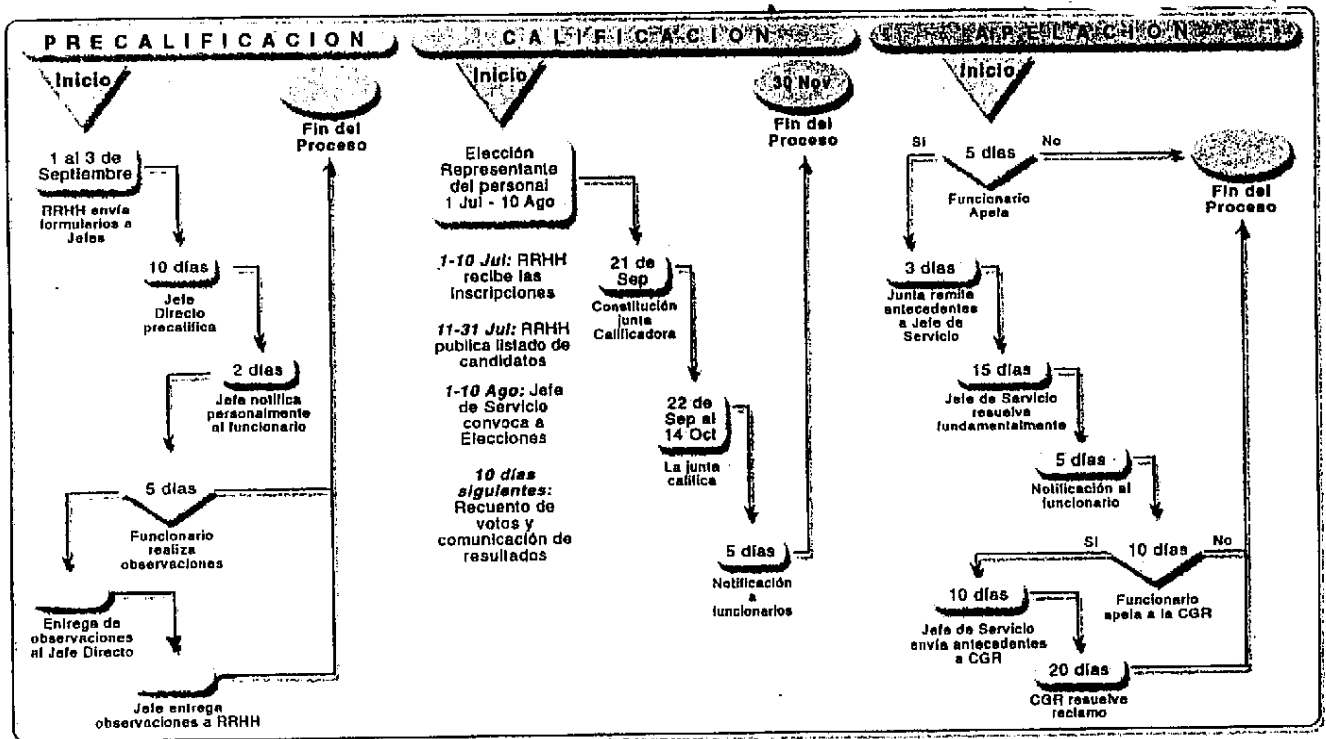 PRECALIFICACION
Inicio
Fin del
Proceso
1 al 3 de
Septiembre
RRHH envía
formularios a
Jefes
10 días
Jefe
Directo
precalifica
2 días
Jefe notifica
personalmente
al funcionario
5 días
Funcionario
realiza
observaciones
Entrega de
observaciones
al Jefe Directo
Jefe entrega
observaciones a RRHH
CALIFICACION
Inicio
30 Nov
Fin del
Proceso
Elección
Representante
del personal
1 Jul - 10 Ago
1-10 Jul: RRHH
recibe las
inscripciones
11-31 Jul: RRHH
publica listado de
candidatos
1-10 Ago: Jefe
de Servicio
convoca a
Elecciones
10 días
siguientes:
Recuento de
votos y
comunicación de
resultados
21 de
Sep
Constitución
junta
Calificadora
22 de
Sep al
14 Oct
La junta
califica
5 días
Notificación
a
funcionarios
APELACION
Inicio
Sí
5 días
No
Funcionario
Apela
Fin del
Proceso
3 días
Junta remite
antecedentes
a Jefe de
Servicio
15 días
Jefe de Servicio
resuelve
fundamentalmente
5 días
Notificación al
funcionario
Sí
10 días
No
Funcionario
apela a la CGR
10 días
Jefe de Servicio
envía antecedentes
a CGR
20 días
CGR resuelve
reclamo